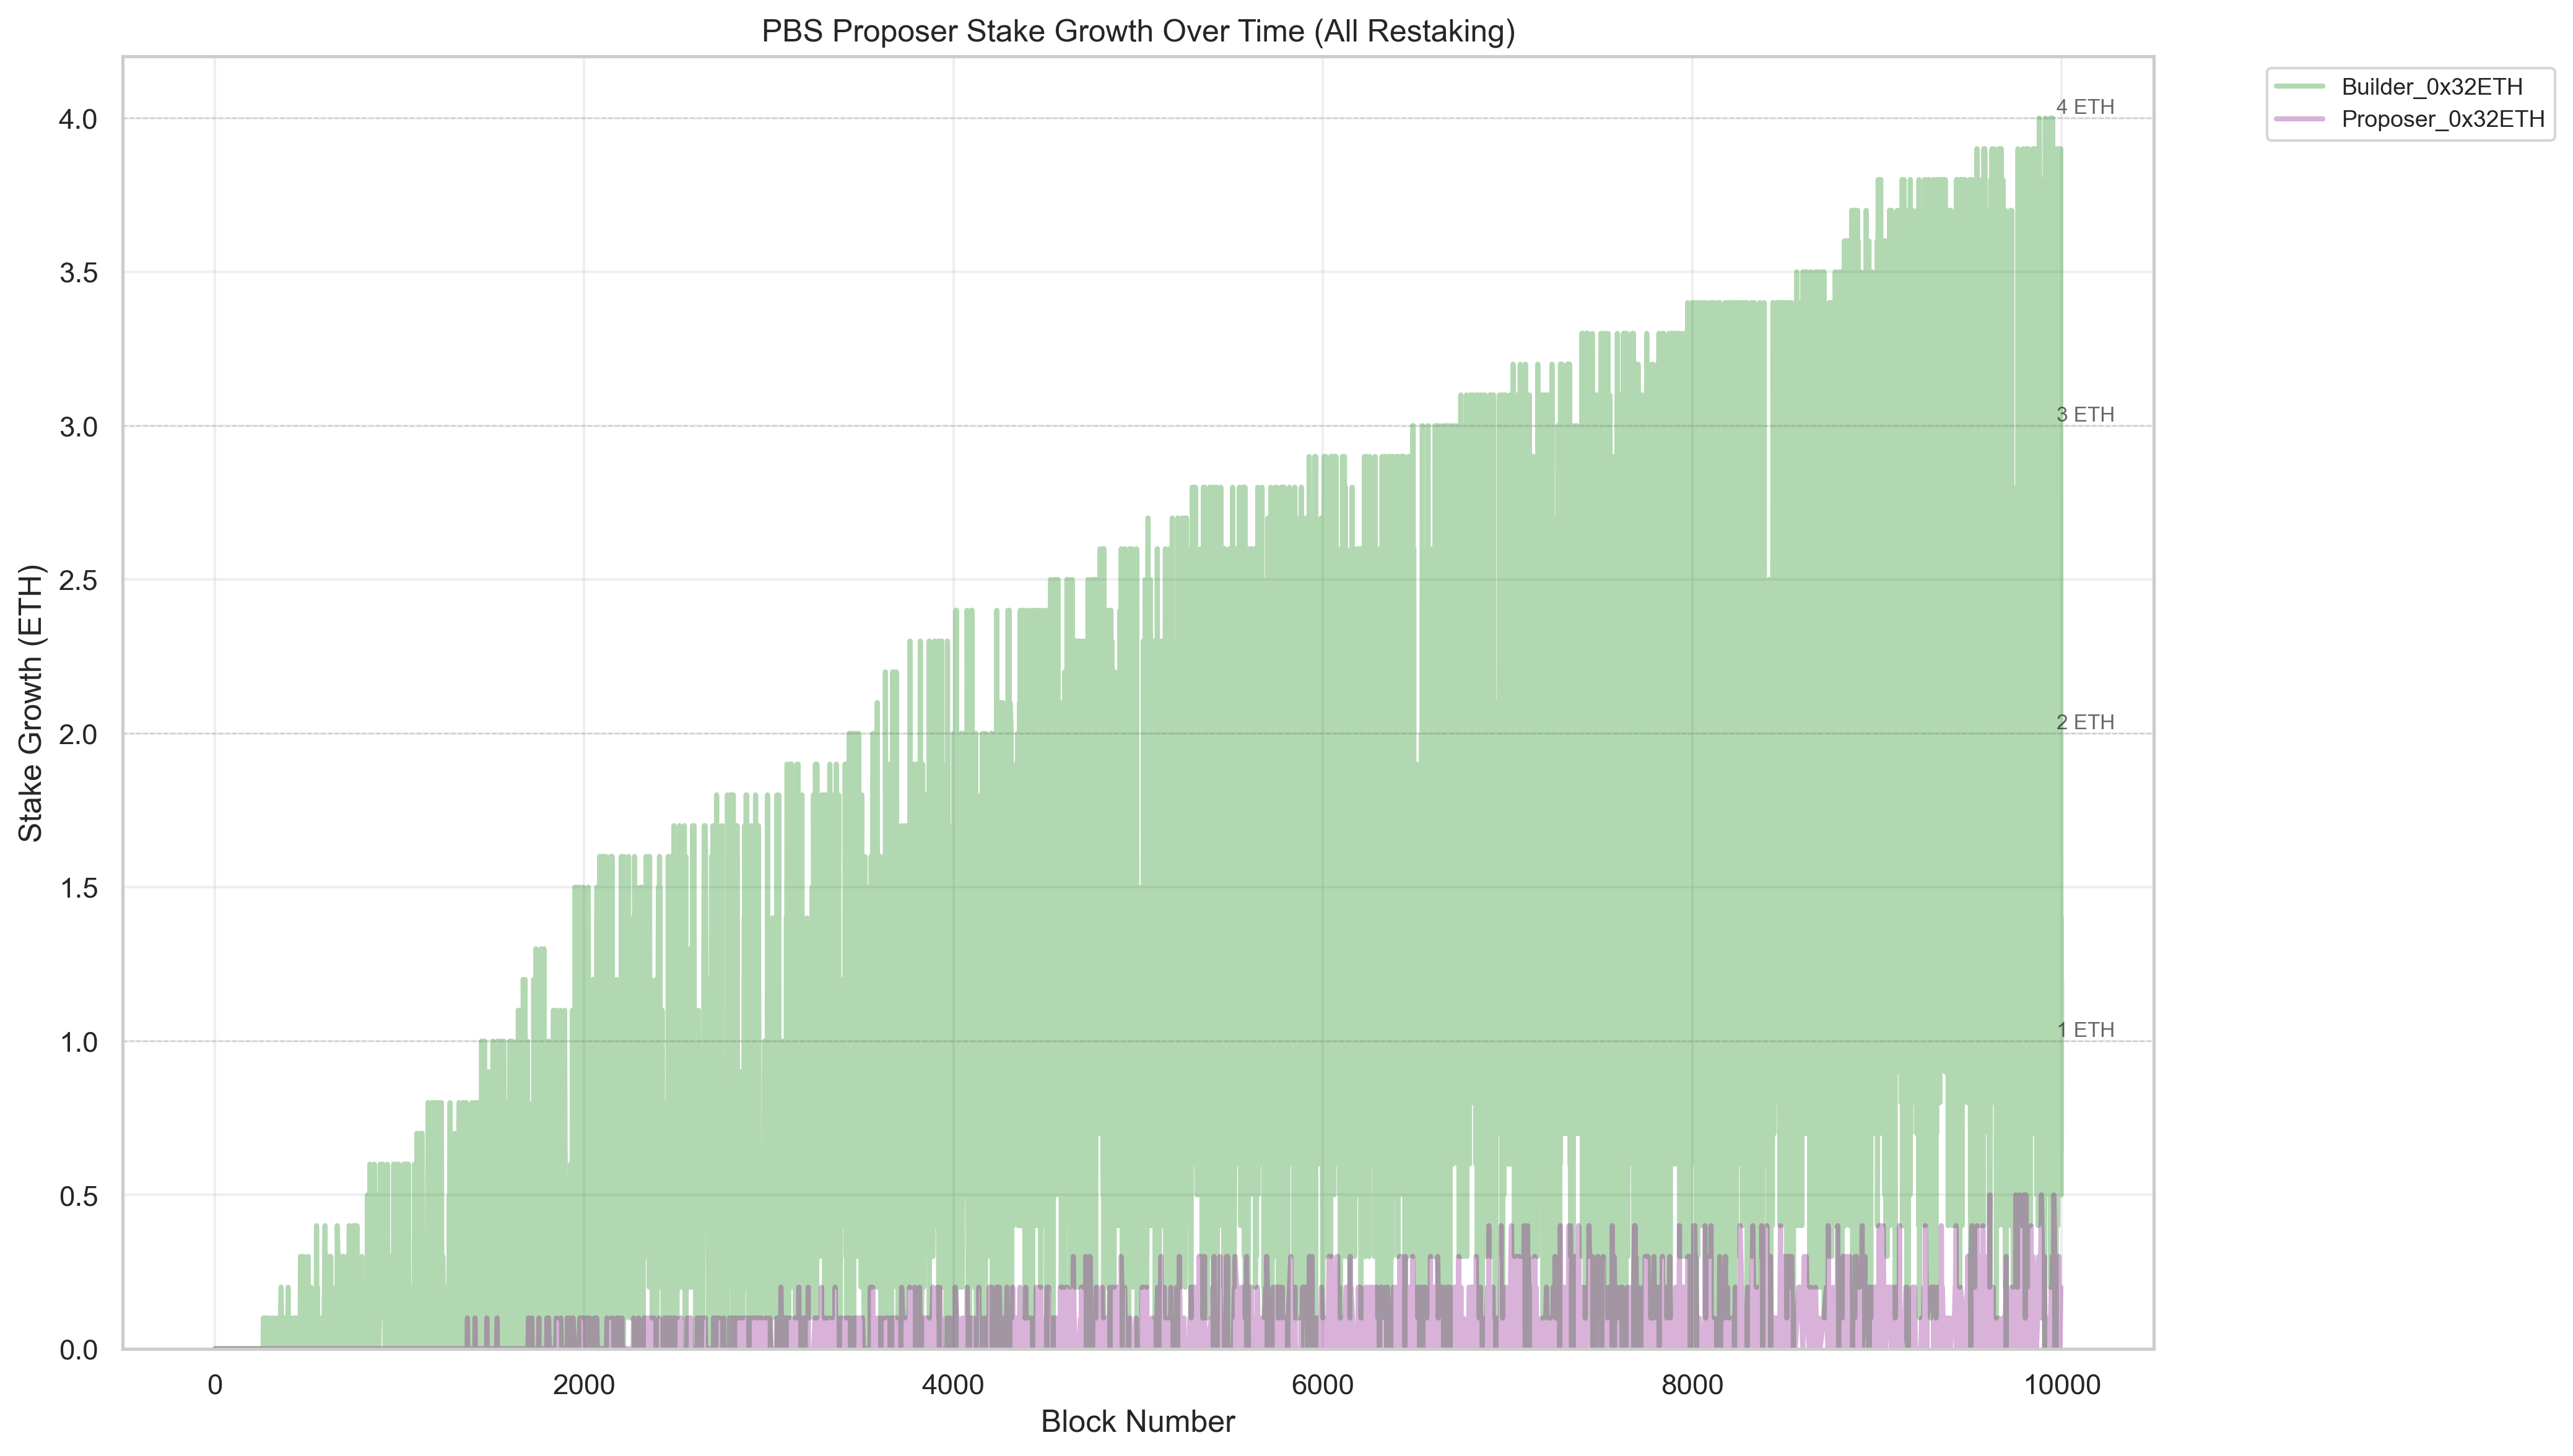 PBS Proposer Stake Growth Over Time (All Restaking)
Builder_0x32ETH
Proposer_0x32ETH
4 ETH
3 ETH
2 ETH
1 ETH
4.0
3.5
3.0
2.5
2.0
1.5
1.0
0.5
0.0
Stake Growth (ETH)
0 2000 4000 6000 8000 10000
Block Number